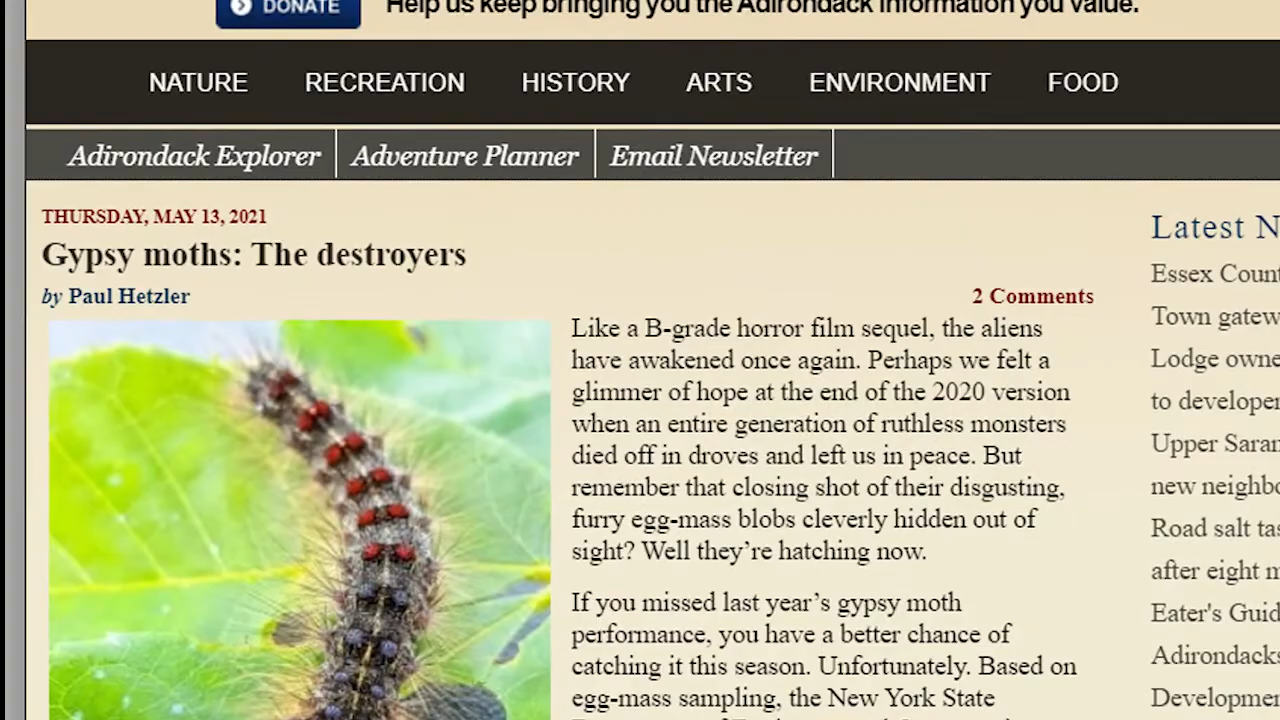 DONATE
Help us keep bringing you the Adirondack information you value.
NATURE RECREATION HISTORY ARTS ENVIRONMENT FOOD
Adirondack Explorer Adventure Planner Email Newsletter
THURSDAY, MAY 13, 2021
Gypsy moths: The destroyers
by Paul Hetzler
2 Comments
Like a B-grade horror film sequel, the aliens
have awakened once again. Perhaps we felt a
glimmer of hope at the end of the 2020 version
when an entire generation of ruthless monsters
died off in droves and left us in peace. But
remember that closing shot of their disgusting,
furry egg-mass blobs cleverly hidden out of
sight? Well they’re hatching now.
If you missed last year’s gypsy moth
performance, you have a better chance of
catching it this season. Unfortunately. Based on
egg-mass sampling, the New York State
Latest N
Essex Count
Town gatew
Lodge owne
to developer
Upper Saran
new neighbo
Road salt tas
after eight m
Eater's Guid
Adirondacks
Developmen